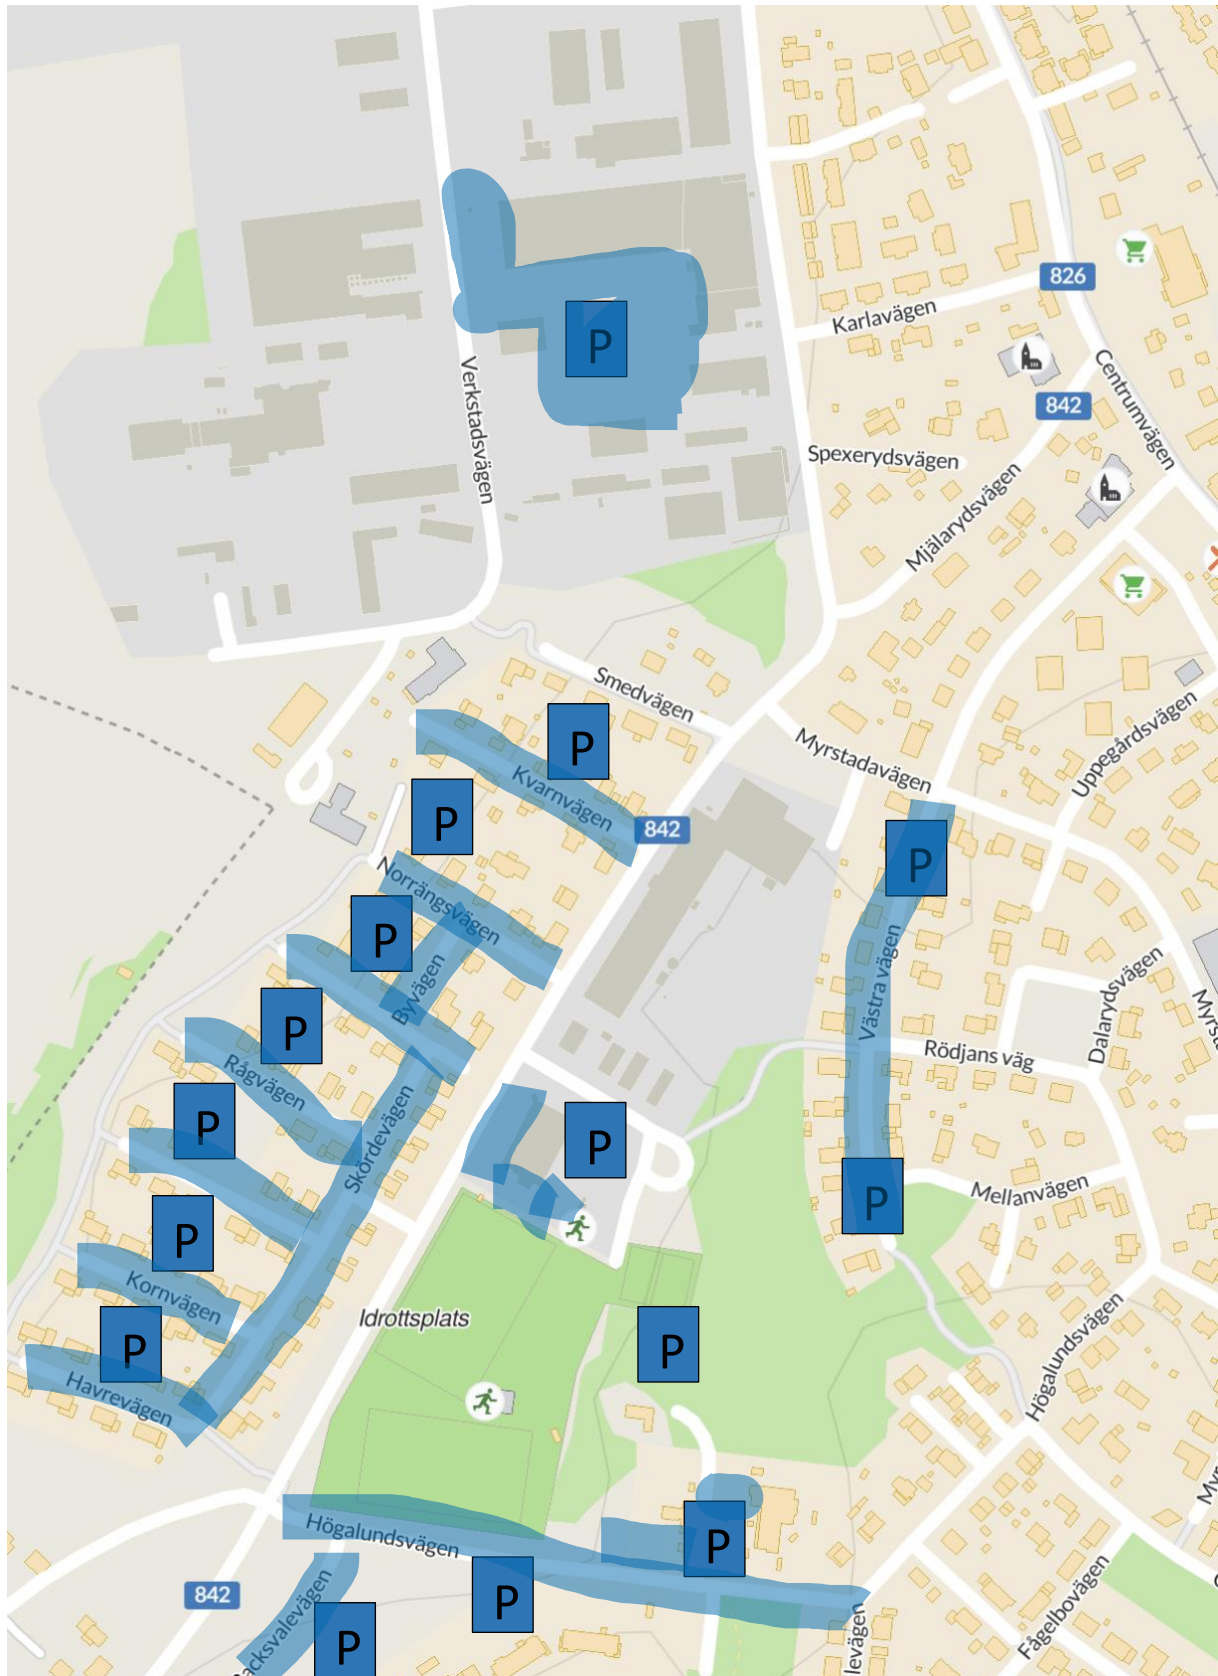 826
Karlavägen
P
Centrumvägen
842
Verkstadsvägen
Spexerydsvägen
Mjälarydsvägen
Smedvägen
Uppegårdsvägen
P
Myrstadavägen
Kvarnvägen
P
842
P
Norrängsvägen
P
Byvägen
Västra vägen
Dalarydsvägen
P
Rågvägen
Rödjans väg
P
Skördevägen
P
Mellanvägen
P
P
Kornvägen
Idrottsplats
P
P
Högalundsvägen
Havrevägen
Högalundsvägen
P
842
P
Fågelbovägen
P